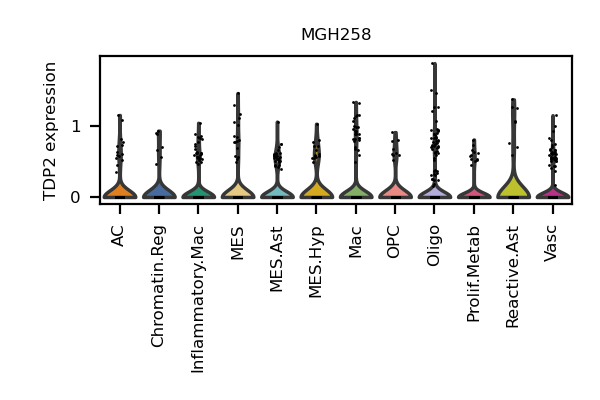 MGH258
TDP2 expression
1
0
AC
Chromatin.Reg
Inflammatory.Mac
MES
MES.Ast
MES.Hyp
Mac
OPC
Oligo
Prolif.Metab
Reactive.Ast
Vasc